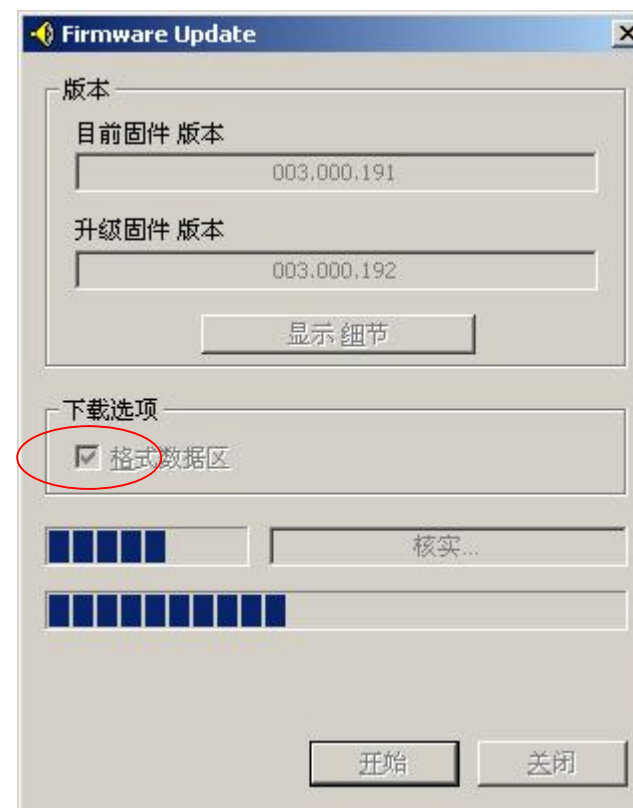 Firmware Update
版本
目前固件 版本
003.000.191
升级固件 版本
003.000.192
显示 细节
下载选项
格式数据区
核实...
开始
关闭